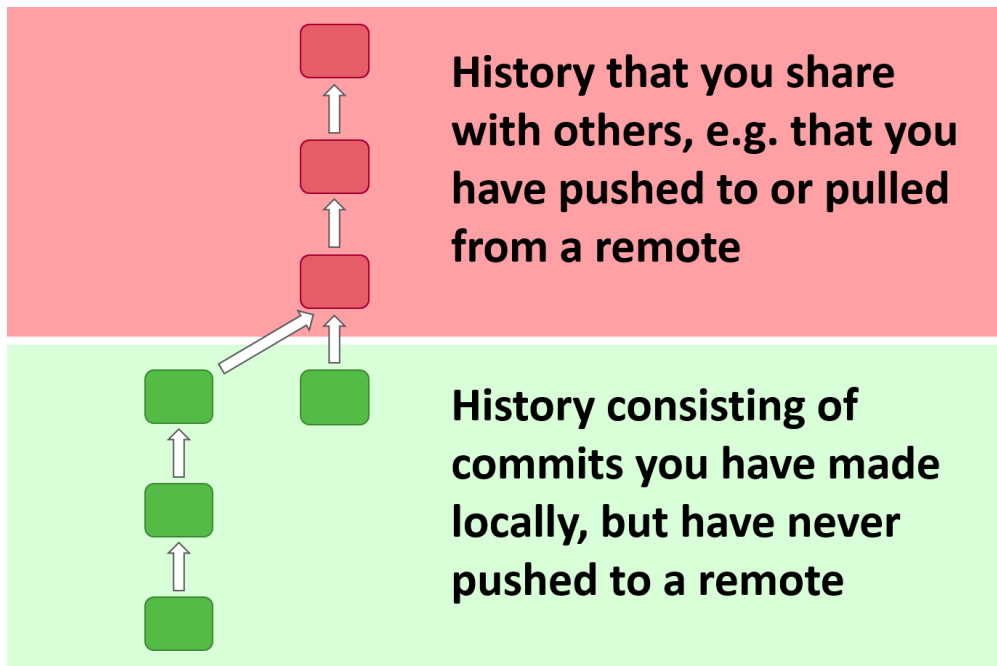 History that you share
with others, e.g. that you
have pushed to or pulled
from a remote
History consisting of
commits you have made
locally, but have never
pushed to a remote